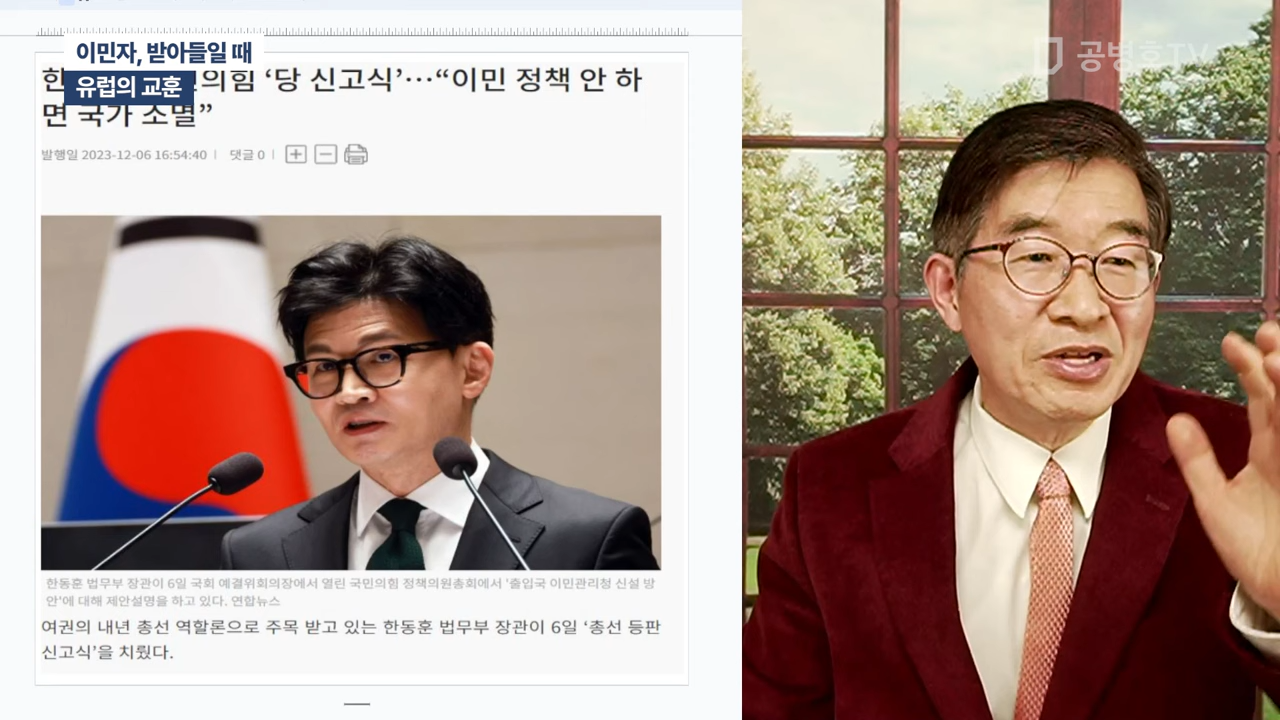 이민자, 받아들일 때
유럽의 교훈
공병호TV
한
의힘 ‘당 신고식’…“이민 정책 안 하
면 국가 소멸”
발행일 2023-12-06 16:54:40 | 댓글 0 |
한동훈 법무부 장관이 6일 국회 예결위회의장에서 열린 국민의힘 정책의원총회에서 '출입국 이민관리청 신설 방
안'에 대해 제안설명을 하고 있다. 연합뉴스
여권의 내년 총선 역할론으로 주목 받고 있는 한동훈 법무부 장관이 6일 ‘총선 등판
신고식’을 치뤘다.